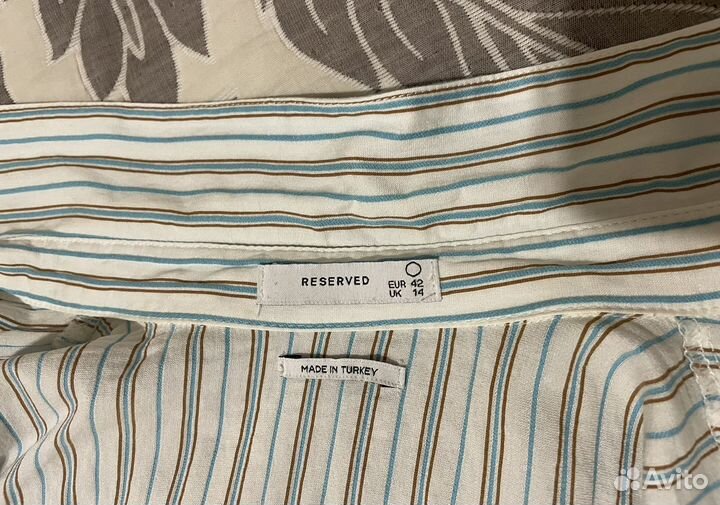 RESERVED
EUR 42
UK 14
MADE IN TURKEY
Avito